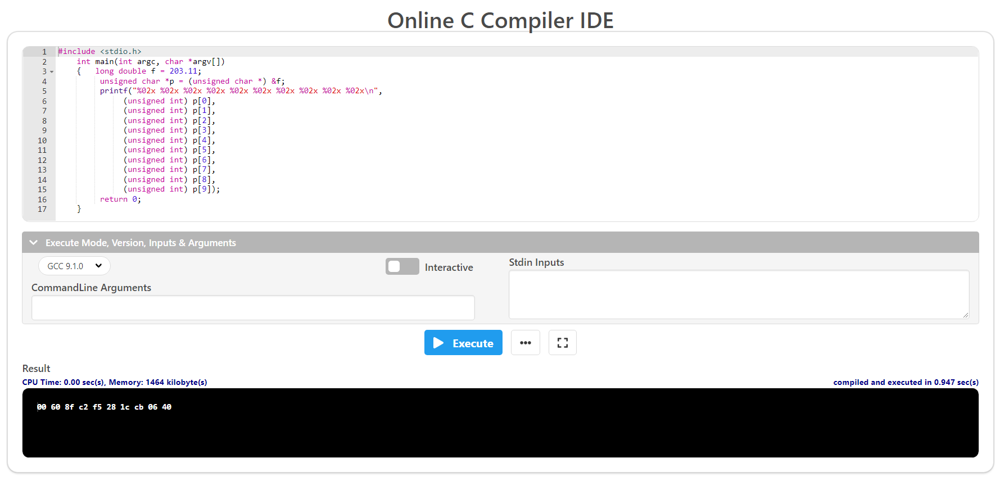 Online C Compiler IDE
1 #include <stdio.h>
2 int main(int argc, char *argv[])
3 { long double f = 203.11;
4 unsigned char *p = (unsigned char *) &f;
5 printf("%02x %02x %02x %02x %02x %02x %02x %02x %02x %02x\n",
6 (unsigned int) p[0],
7 (unsigned int) p[1],
8 (unsigned int) p[2],
9 (unsigned int) p[3],
10 (unsigned int) p[4],
11 (unsigned int) p[5],
12 (unsigned int) p[6],
13 (unsigned int) p[7],
14 (unsigned int) p[8],
15 (unsigned int) p[9]);
16 return 0;
17 }
Execute Mode, Version, Inputs & Arguments
GCC 9.1.0
Interactive
Stdin Inputs
CommandLine Arguments
Execute
Result
CPU Time: 0.00 sec(s), Memory: 1464 kilobyte(s)
compiled and executed in 0.947 sec(s)
00 60 8f c2 f5 28 1c cb 06 40